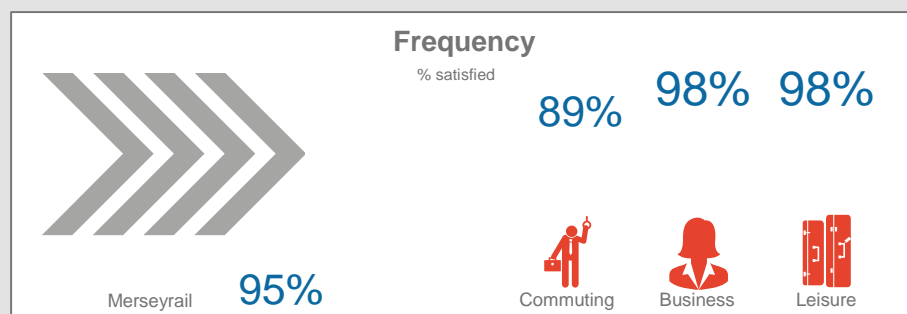 Frequency
% satisfied
89% 98% 98%
Merseyrail 95%
Commuting Business Leisure